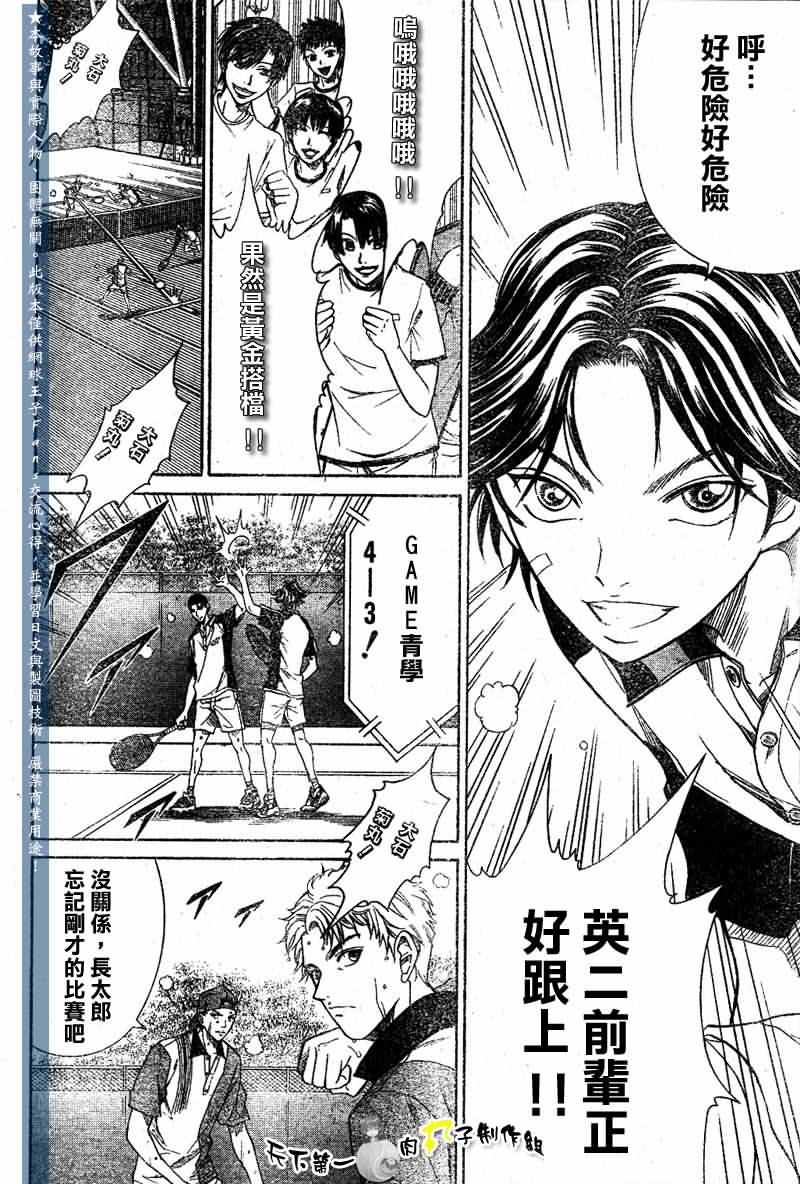 呼…
好危險好危險
英二前輩正
好跟上!!
嗚哦哦哦哦哦!!
果然是黃金搭檔!!
大石
菊丸!
大石
菊丸!
GAME青學
4-3!
大石
菊丸!
沒關係,長太郎
忘記剛才的比賽吧
★本故事與實際人物、團體無關。此版本僅供網球王子Fans交流心得,並學習日文與製圖技術,嚴禁商業用途!
天下第一 肉丸子制作組